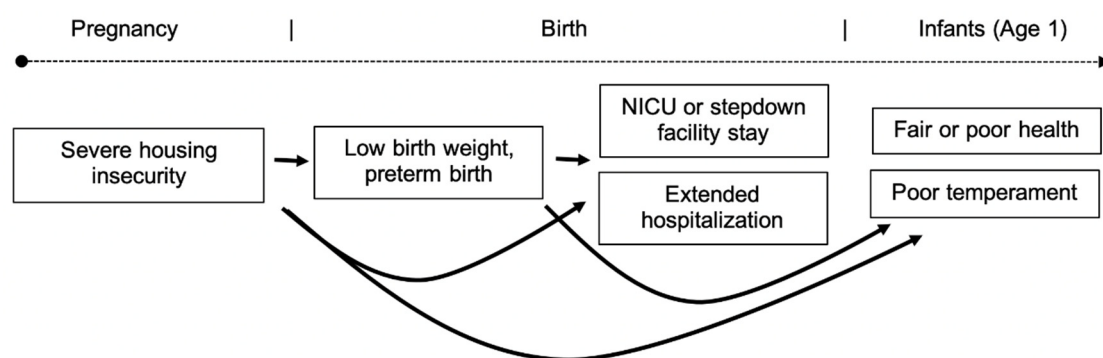 Pregnancy | Birth | Infants (Age 1)
Severe housing
insecurity
Low birth weight,
preterm birth
NICU or stepdown
facility stay
Extended
hospitalization
Fair or poor health
Poor temperament